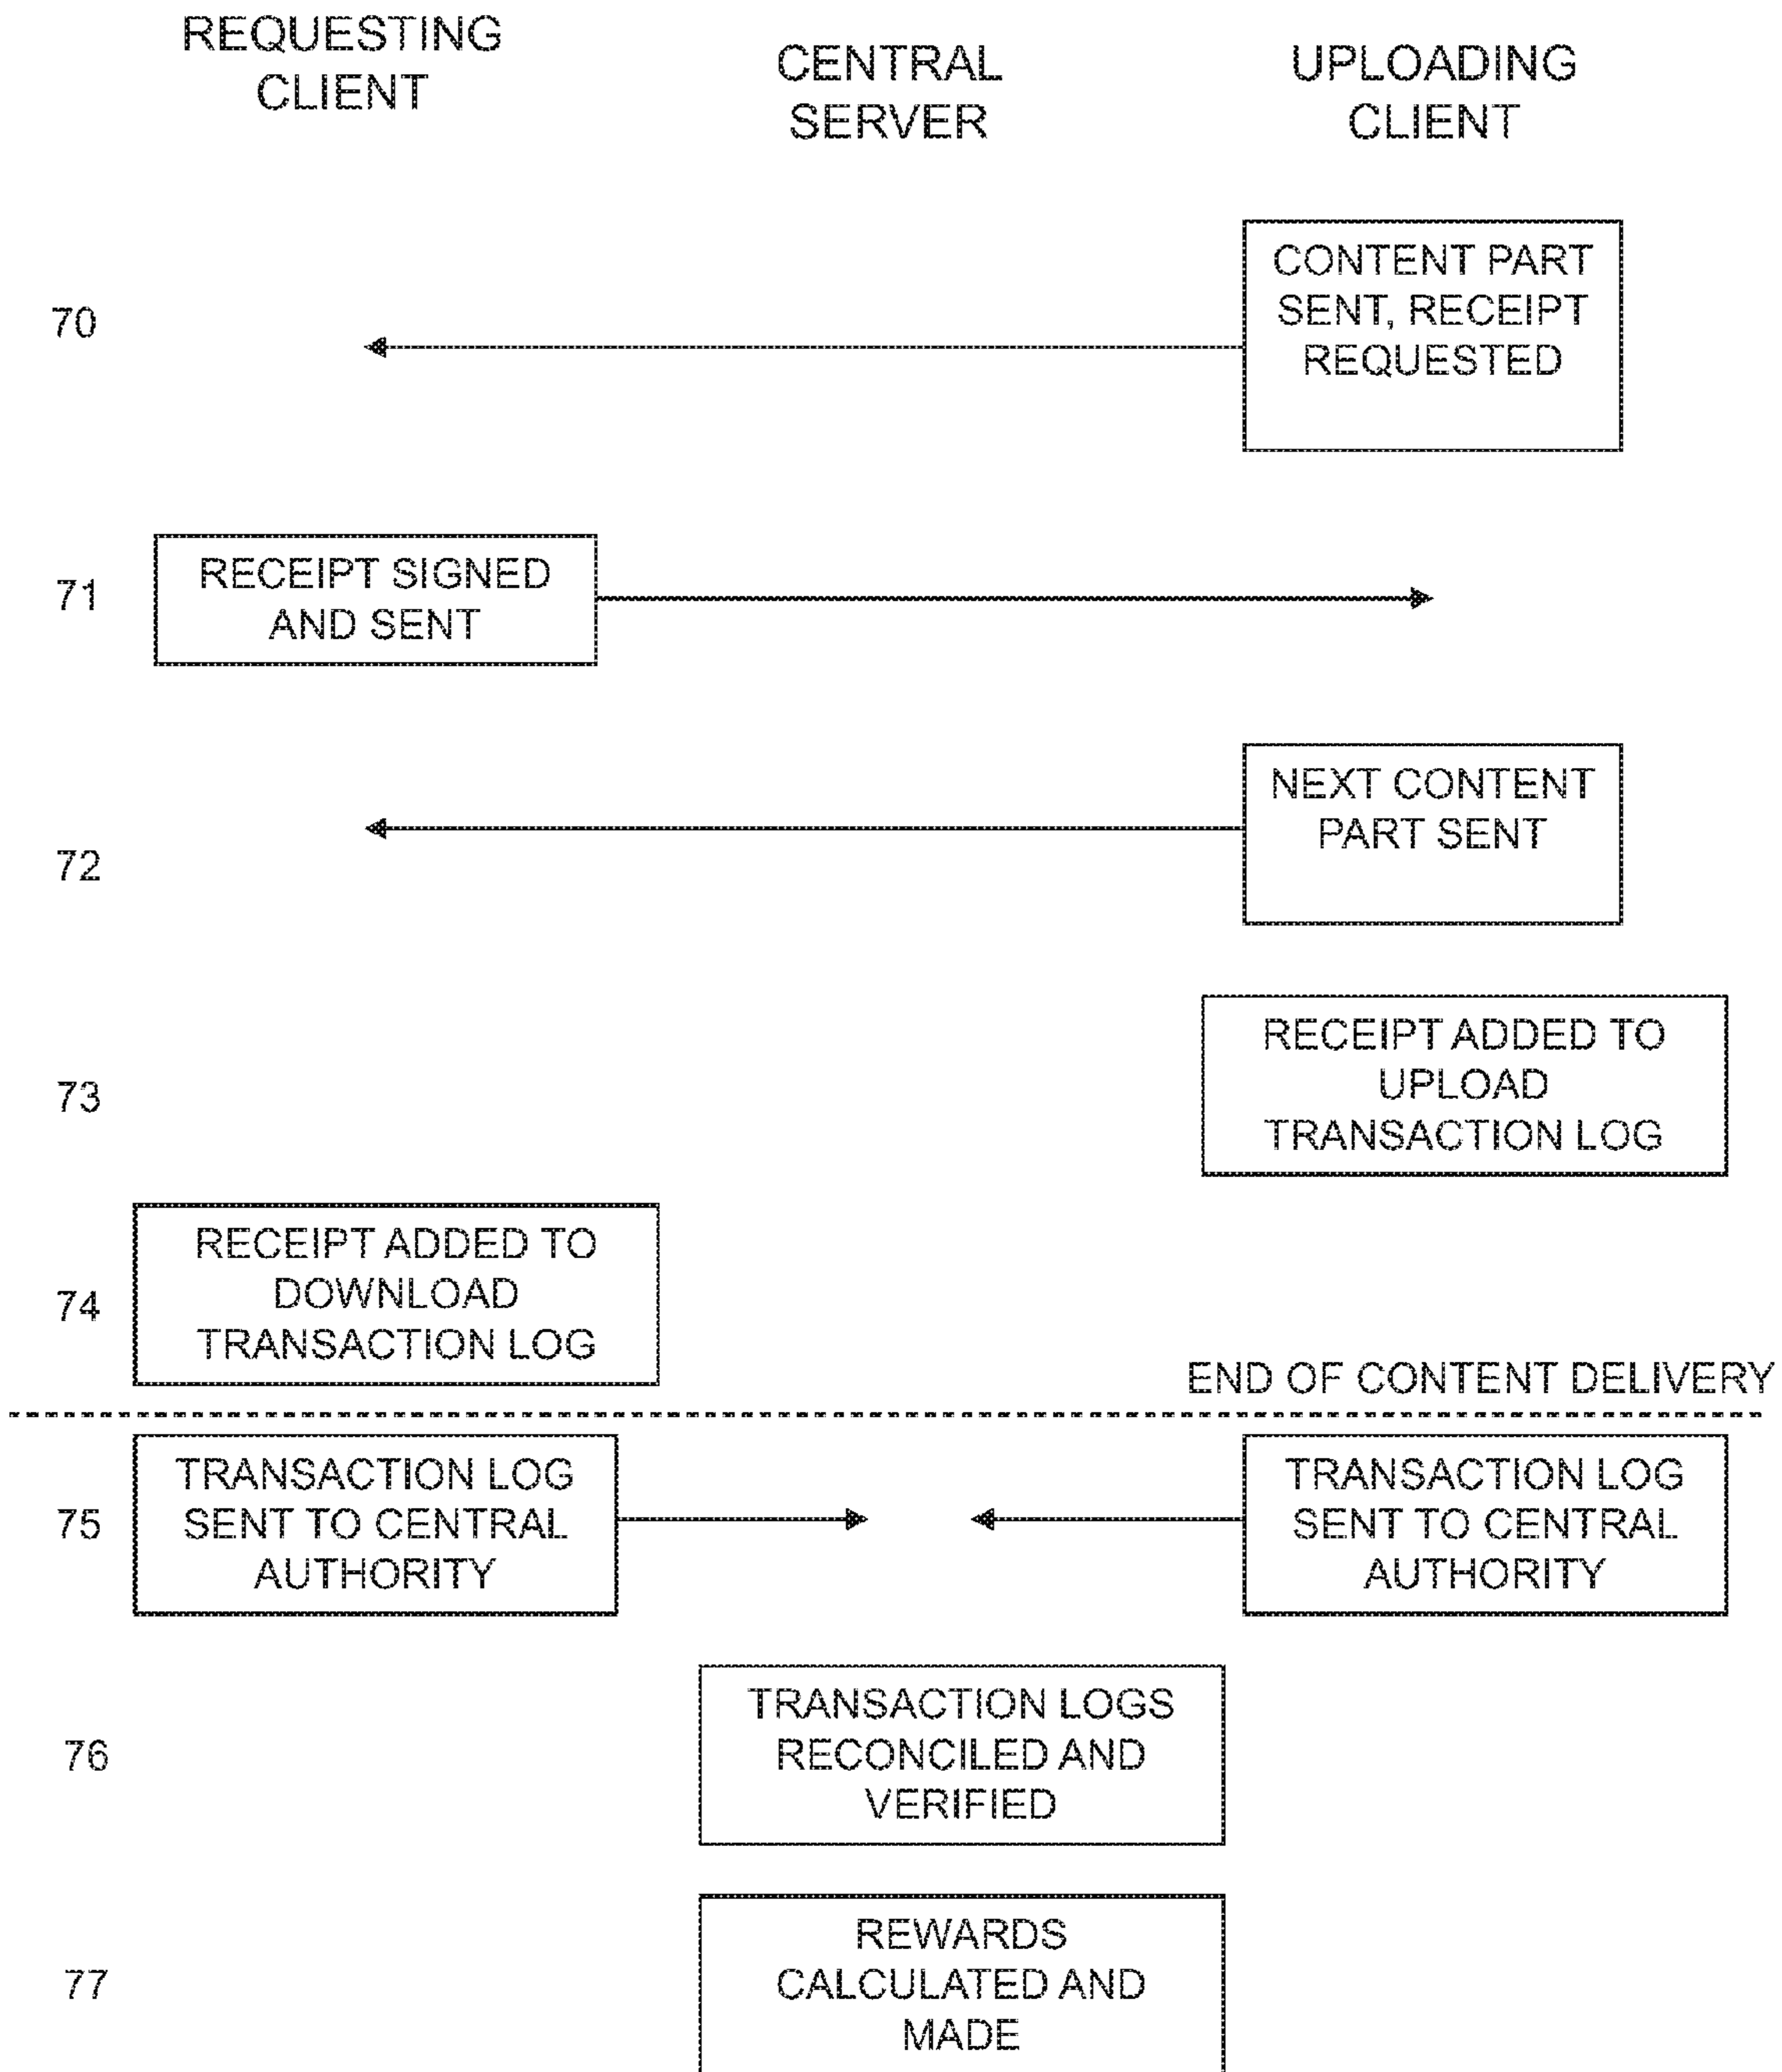 REQUESTING
CLIENT
CENTRAL
SERVER
UPLOADING
CLIENT
70
CONTENT PART
SENT, RECEIPT
REQUESTED
71
RECEIPT SIGNED
AND SENT
72
NEXT CONTENT
PART SENT
73
RECEIPT ADDED TO
UPLOAD
TRANSACTION LOG
74
RECEIPT ADDED TO
DOWNLOAD
TRANSACTION LOG
END OF CONTENT DELIVERY
75
TRANSACTION LOG
SENT TO CENTRAL
AUTHORITY
TRANSACTION LOG
SENT TO CENTRAL
AUTHORITY
76
TRANSACTION LOGS
RECONCILED AND
VERIFIED
77
REWARDS
CALCULATED AND
MADE